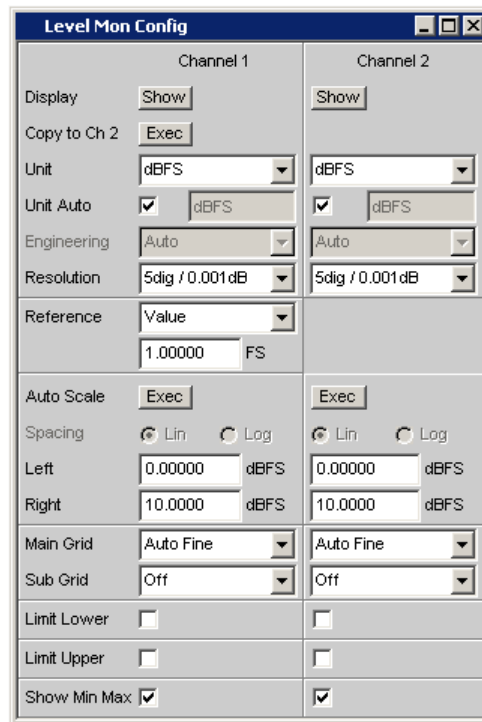 Level Mon Config
Channel 1 Channel 2
Display Show Show
Copy to Ch 2 Exec
Unit dBFS dBFS
Unit Auto dBFS dBFS
Engineering Auto Auto
Resolution 5dig / 0.001dB 5dig / 0.001dB
Reference Value
1.00000 FS
Auto Scale Exec Exec
Spacing Lin Log Lin Log
Left 0.00000 dBFS 0.00000 dBFS
Right 10.0000 dBFS 10.0000 dBFS
Main Grid Auto Fine Auto Fine
Sub Grid Off Off
Limit Lower
Limit Upper
Show Min Max